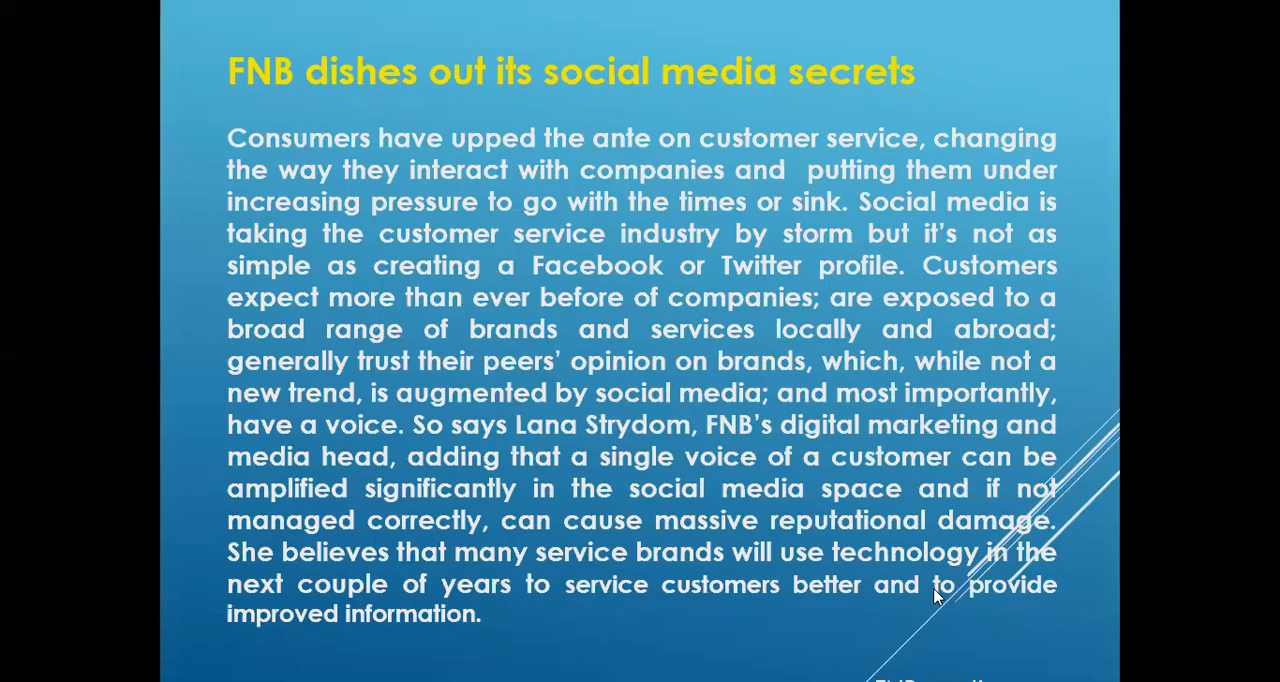 FNB dishes out its social media secrets
Consumers have upped the ante on customer service, changing
the way they interact with companies and putting them under
increasing pressure to go with the times or sink. Social media is
taking the customer service industry by storm but it’s not as
simple as creating a Facebook or Twitter profile. Customers
expect more than ever before of companies; are exposed to a
broad range of brands and services locally and abroad;
generally trust their peers’ opinion on brands, which, while not a
new trend, is augmented by social media; and most importantly,
have a voice. So says Lana Strydom, FNB’s digital marketing and
media head, adding that a single voice of a customer can be
amplified significantly in the social media space and if not
managed correctly, can cause massive reputational damage.
She believes that many service brands will use technology in the
next couple of years to service customers better and to provide
improved information.